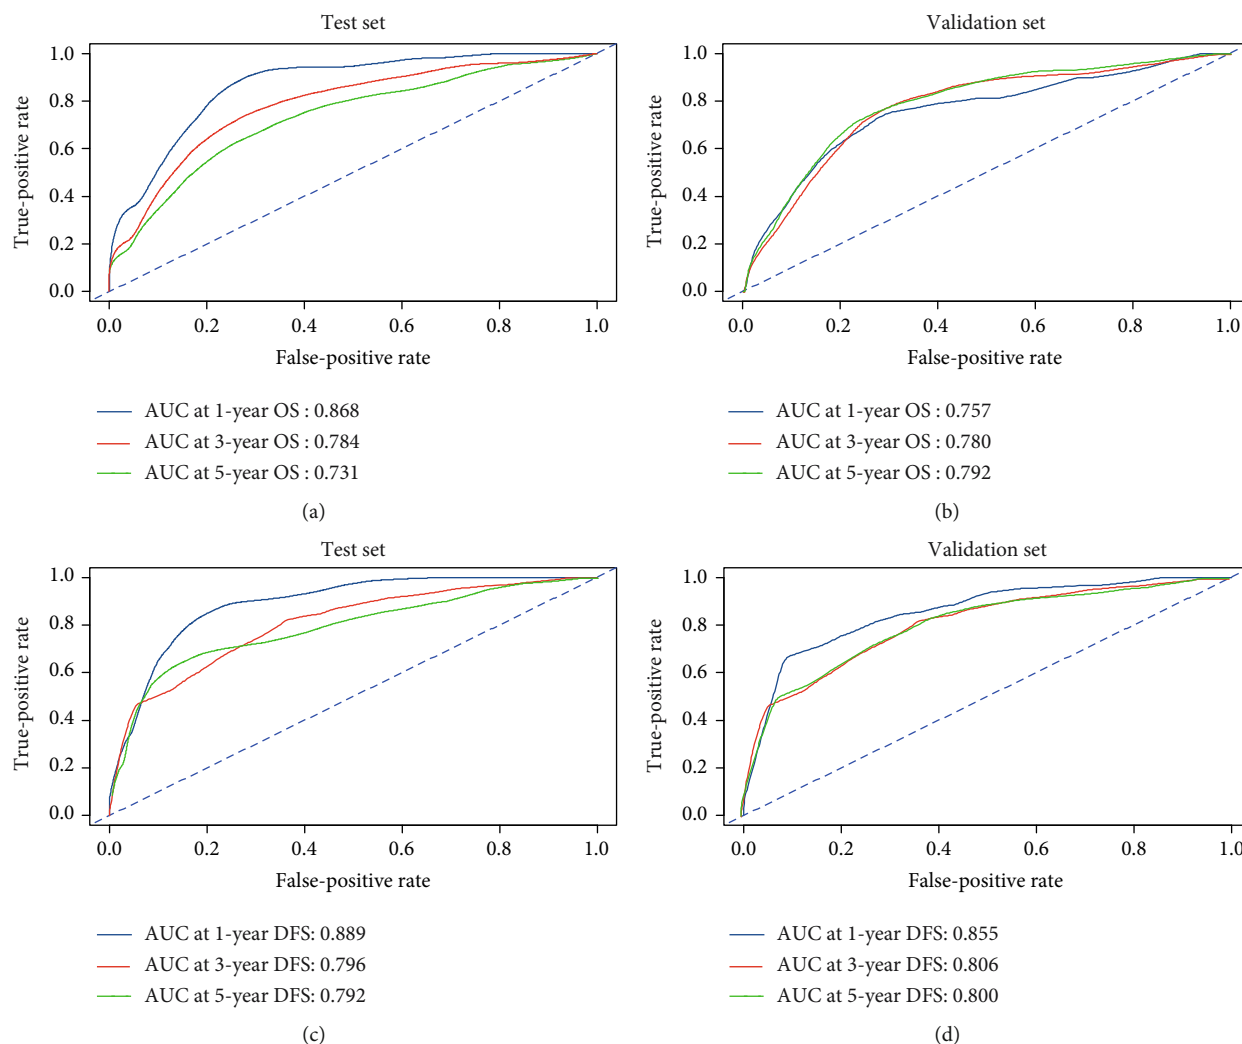 Test set
True-positive rate
1.0
0.8
0.6
0.4
0.2
0.0
0.0 0.2 0.4 0.6 0.8 1.0
False-positive rate
AUC at 1-year OS : 0.868
AUC at 3-year OS : 0.784
AUC at 5-year OS : 0.731
(a)
Validation set
True-positive rate
1.0
0.8
0.6
0.4
0.2
0.0
0.0 0.2 0.4 0.6 0.8 1.0
False-positive rate
AUC at 1-year OS : 0.757
AUC at 3-year OS : 0.780
AUC at 5-year OS : 0.792
(b)
Test set
True-positive rate
1.0
0.8
0.6
0.4
0.2
0.0
0.0 0.2 0.4 0.6 0.8 1.0
False-positive rate
AUC at 1-year DFS: 0.889
AUC at 3-year DFS: 0.796
AUC at 5-year DFS: 0.792
(c)
Validation set
True-positive rate
1.0
0.8
0.6
0.4
0.2
0.0
0.0 0.2 0.4 0.6 0.8 1.0
False-positive rate
AUC at 1-year DFS: 0.855
AUC at 3-year DFS: 0.806
AUC at 5-year DFS: 0.800
(d)